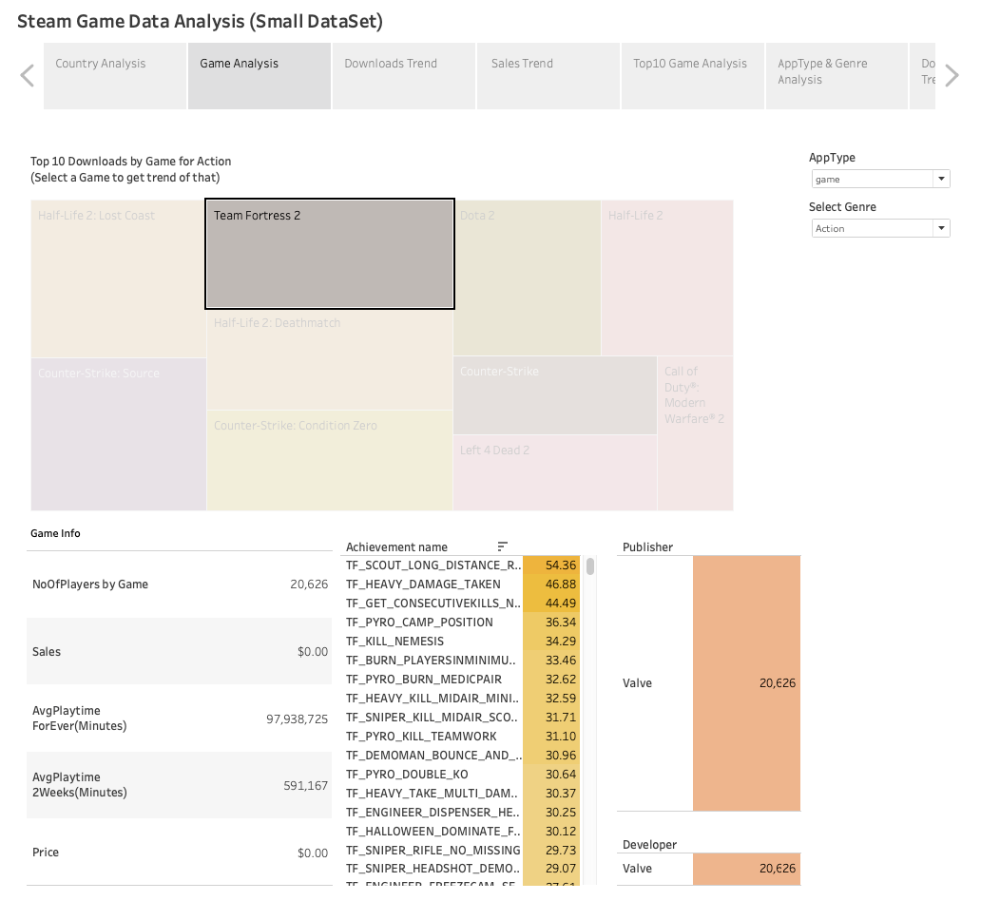 Steam Game Data Analysis (Small DataSet)
Country Analysis
Game Analysis
Downloads Trend
Sales Trend
Top10 Game Analysis
AppType & Genre
Analysis
Do
Tre
Top 10 Downloads by Game for Action
(Select a Game to get trend of that)
AppType
game
Select Genre
Action
Half-Life 2: Lost Coast
Team Fortress 2
Dota 2
Half-Life 2
Half-Life 2: Deathmatch
Counter-Strike: Source
Counter-Strike
Call of
Duty®:
Modern
Warfare® 2
Counter-Strike: Condition Zero
Left 4 Dead 2
Game Info
NoOfPlayers by Game 20,626
Sales $0.00
AvgPlaytime
ForEver(Minutes) 97,938,725
AvgPlaytime
2Weeks(Minutes) 591,167
Price $0.00
Achievement name
TF_SCOUT_LONG_DISTANCE_R.. 54.36
TF_HEAVY_DAMAGE_TAKEN 46.88
TF_GET_CONSECUTIVEKILLS_N.. 44.49
TF_PYRO_CAMP_POSITION 36.34
TF_KILL_NEMESIS 34.29
TF_BURN_PLAYERSINMINIMU.. 33.46
TF_PYRO_BURN_MEDICPAIR 32.62
TF_HEAVY_KILL_MIDAIR_MINI.. 32.59
TF_SNIPER_KILL_MIDAIR_SCO.. 31.71
TF_PYRO_KILL_TEAMWORK 31.10
TF_DEMOMAN_BOUNCE_AND_.. 30.96
TF_PYRO_DOUBLE_KO 30.64
TF_HEAVY_TAKE_MULTI_DAM.. 30.37
TF_ENGINEER_DISPENSER_HE.. 30.25
TF_HALLOWEEN_DOMINATE_F.. 30.12
TF_SNIPER_RIFLE_NO_MISSING 29.73
TF_SNIPER_HEADSHOT_DEMO.. 29.07
TF_ENGINEER_FREEZECAM_SE.. 27.61
Publisher
Valve 20,626
Developer
Valve 20,626